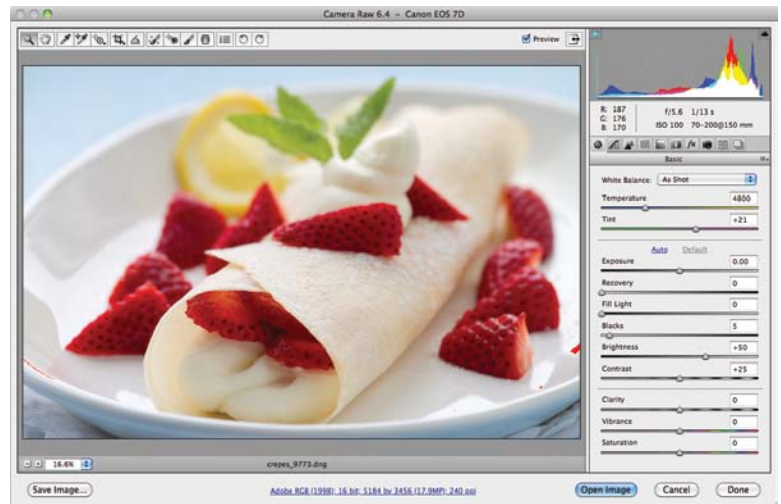 Camera Raw 6.4 - Canon EOS 7D
Preview
R: 187
G: 176
B: 170
f/5.6 1/13 s
ISO 100 70-200@150 mm
fx
Basic
White Balance: As Shot
Temperature 4800
Tint +21
Auto Default
Exposure 0.00
Recovery 0
Fill Light 0
Blacks 5
Brightness +50
Contrast +25
Clarity 0
Vibrance 0
Saturation 0
16.6% crepes_9773.dng
Save Image... Adobe RGB (1998); 16 bit; 5184 by 3456 (17.9MP); 240 ppi Open Image Cancel Done